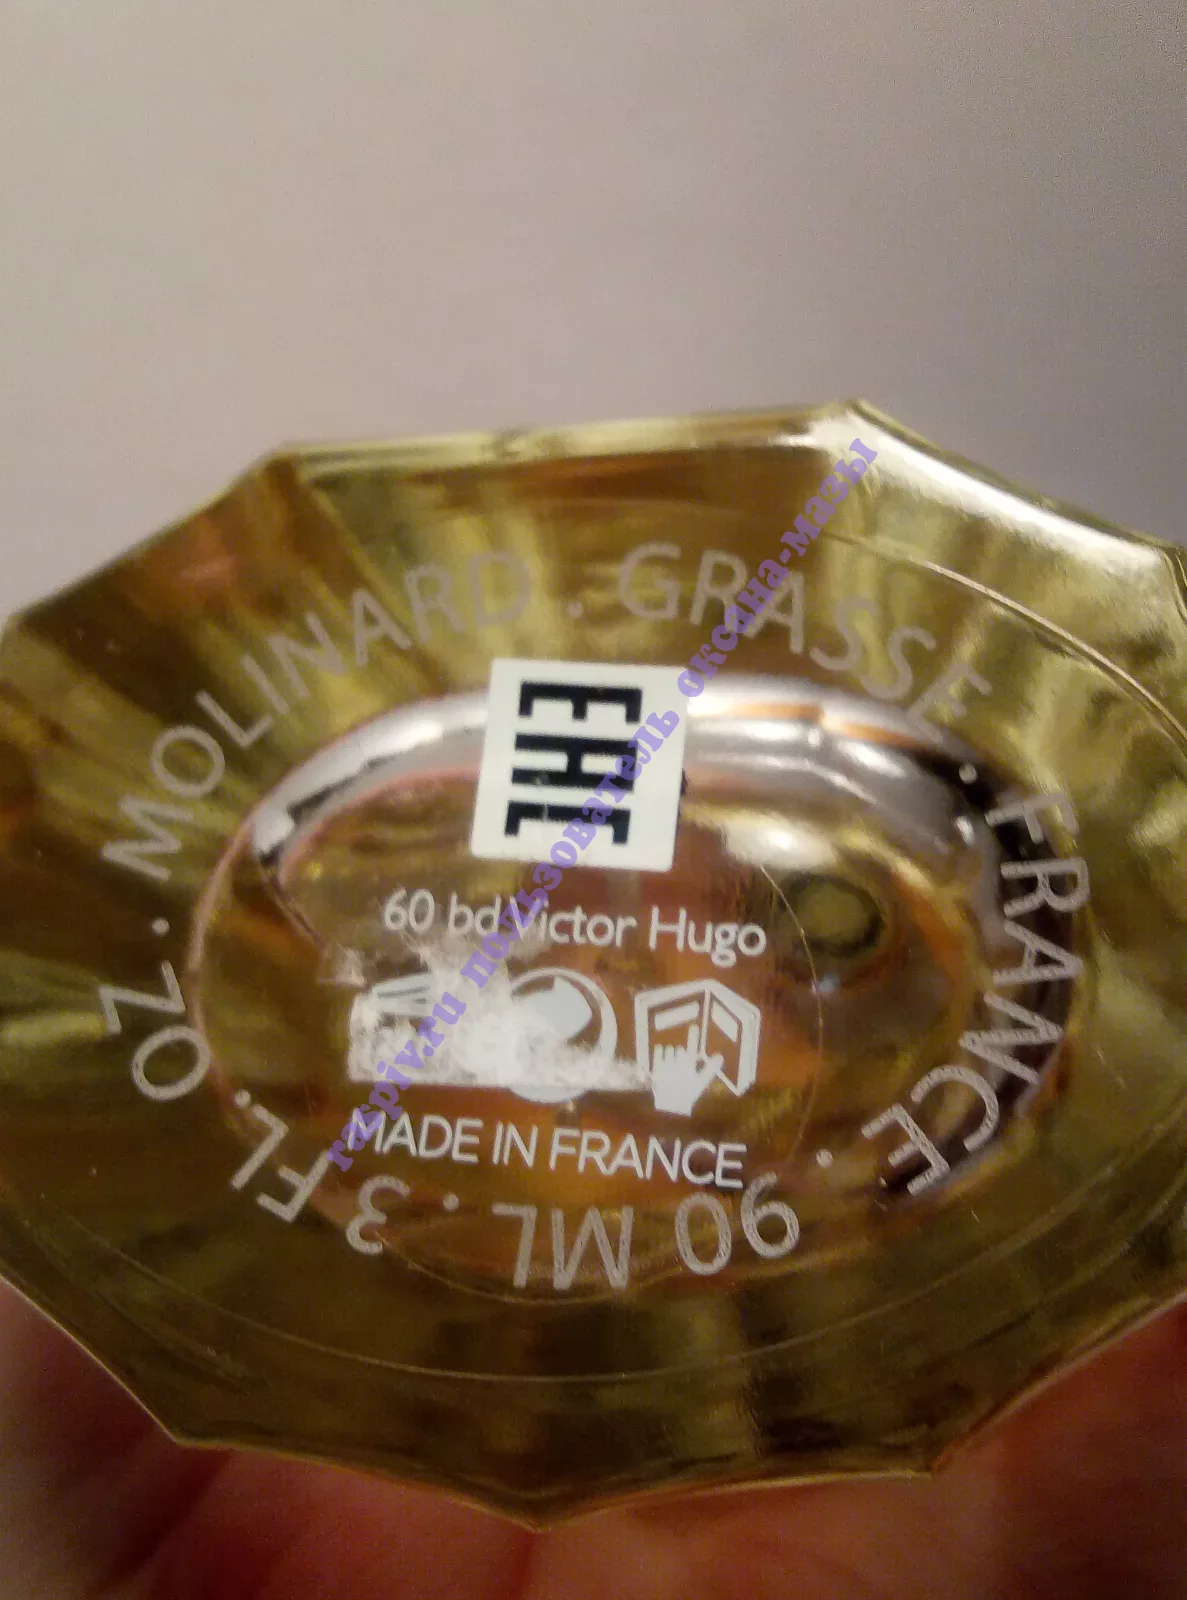 MOLINARD . GRASSE . FRANCE . 90 ML . 3 FL. OZ .
EAC
60 bd Victor Hugo
MADE IN FRANCE
raspiv.ru пользователь оксана-Мазы